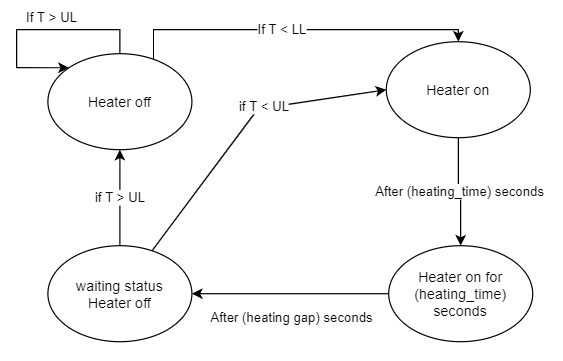 If T > UL
If T < LL
Heater off
Heater on
if T < UL
if T > UL
After (heating_time) seconds
waiting status
Heater off
Heater on for
(heating_time)
seconds
After (heating gap) seconds